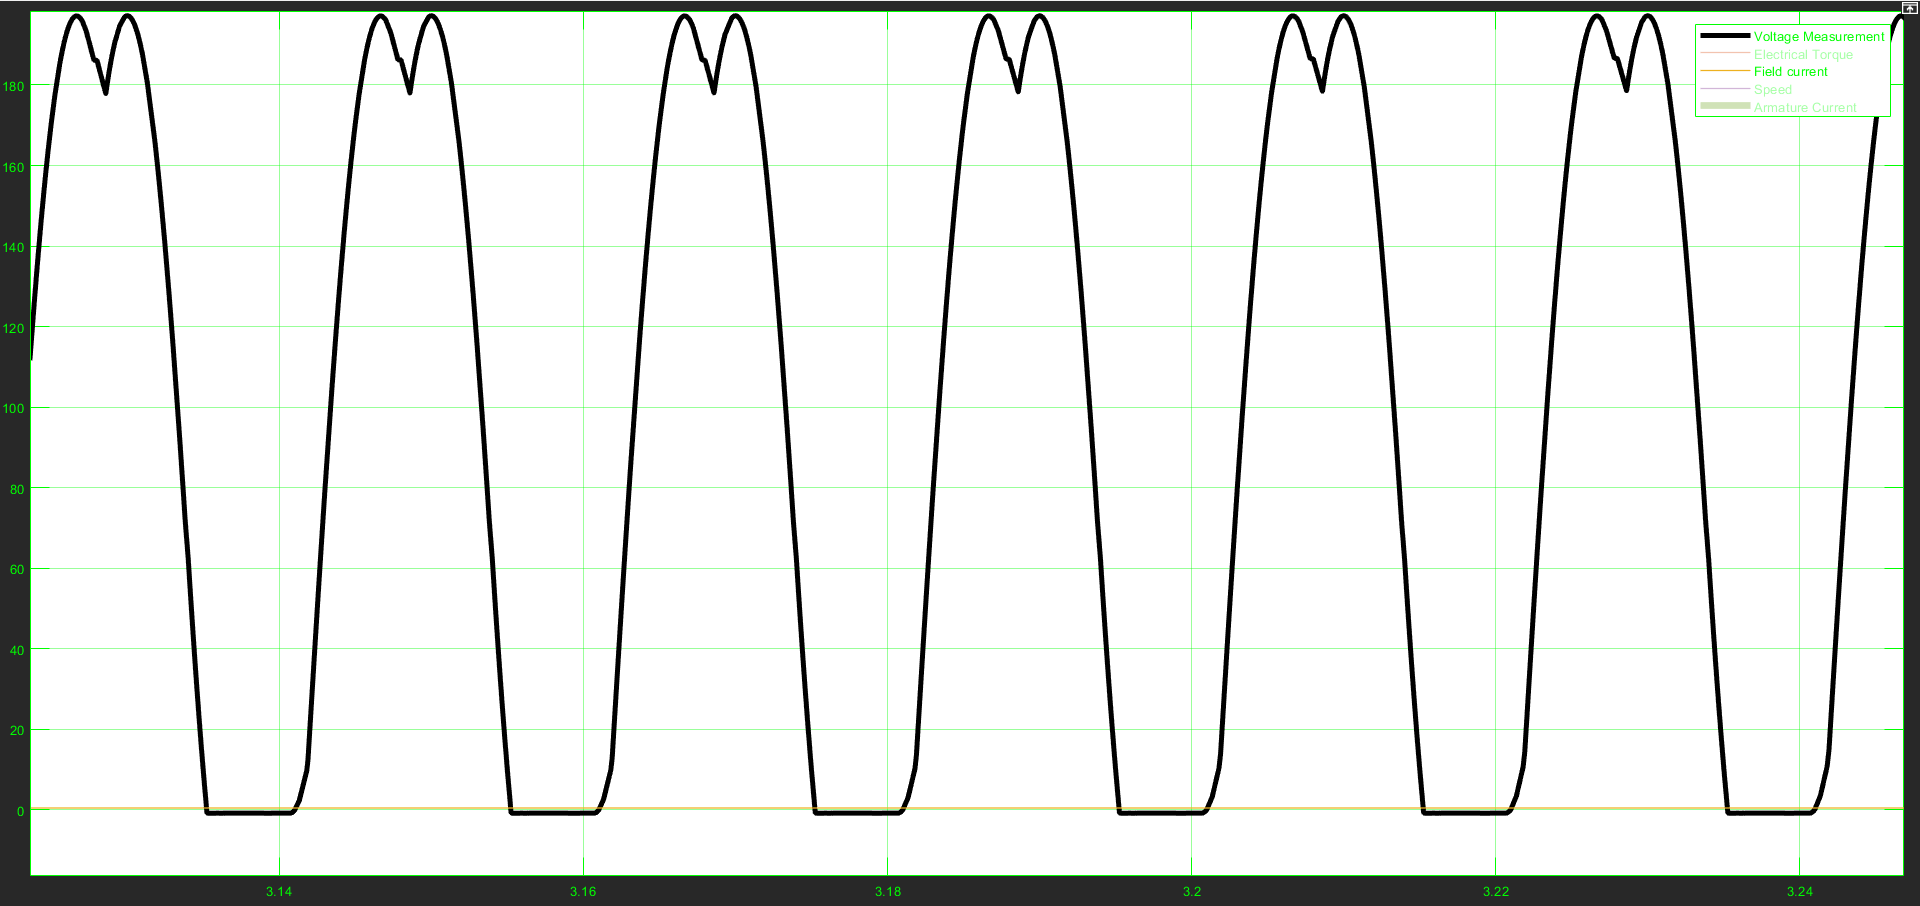 Voltage Measurement
Electrical Torque
Field current
Speed
Armature Current
180
160
140
120
100
80
60
40
20
0
3.14 3.16 3.18 3.2 3.22 3.24